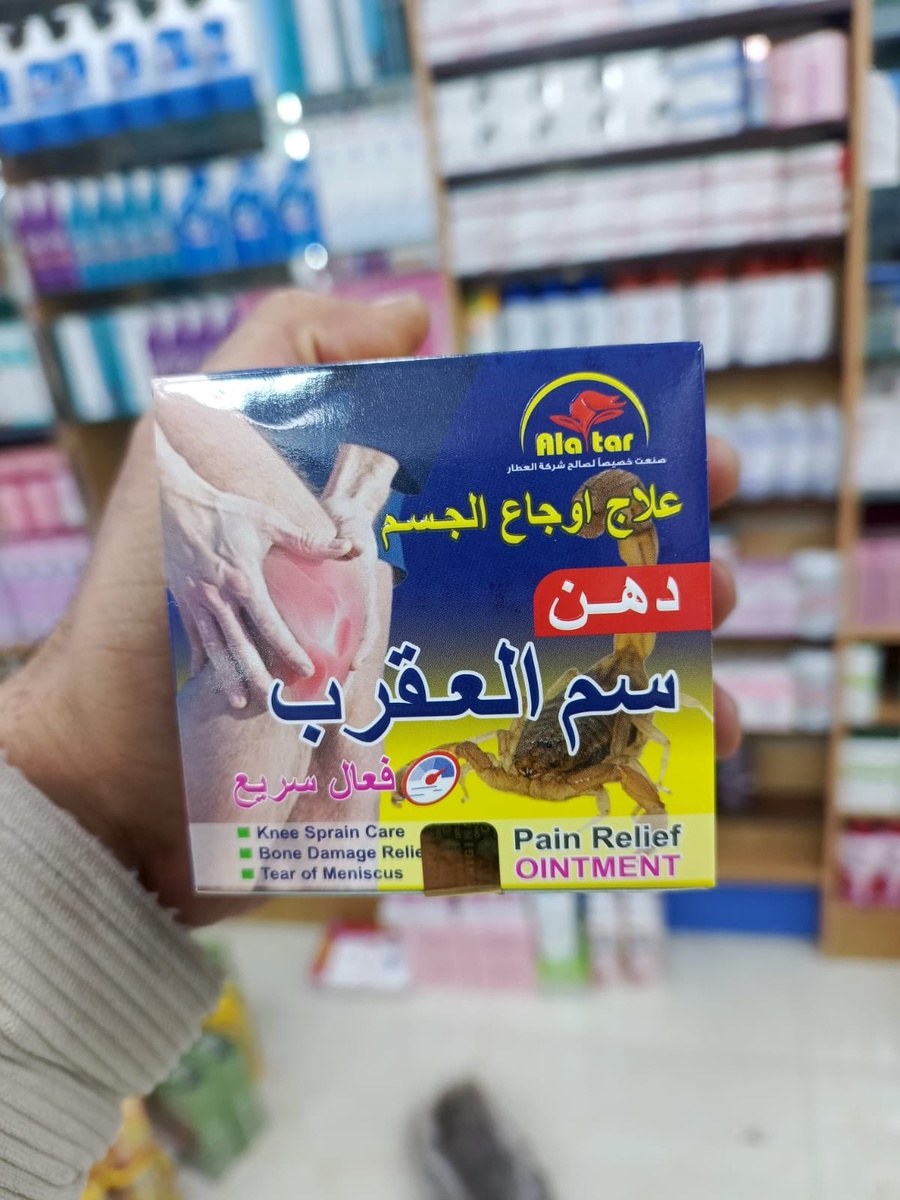 Ala tar
صنعت خصيصاً لصالح شركة العطار
علاج اوجاع الجسم
دهن
سم العقرب
فعال سريع
Knee Sprain Care
Bone Damage Relie
Tear of Meniscus
Pain Relief
OINTMENT